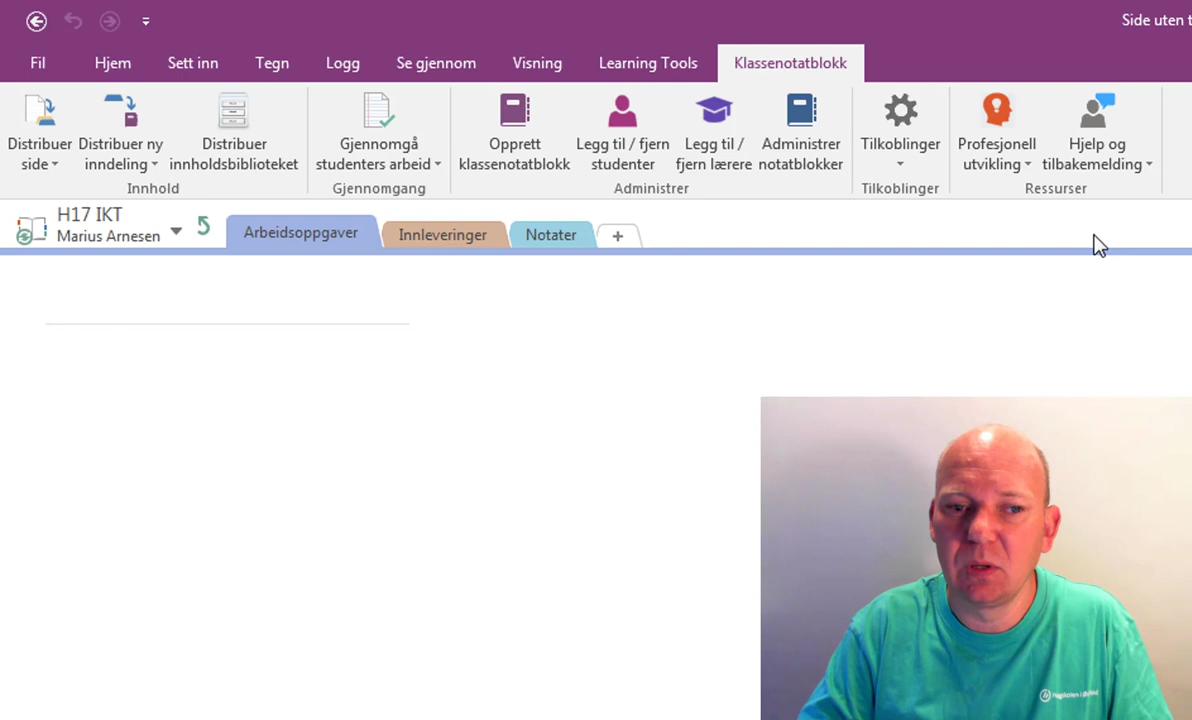 Side uten t
Fil Hjem Sett inn Tegn Logg Se gjennom Visning Learning Tools Klassenotatblokk
Distribuer side
Distribuer ny inndeling
Distribuer innholdsbiblioteket
Gjennomgå studenters arbeid
Opprett klassenotatblokk
Legg til / fjern studenter
Legg til / fjern lærere
Administrer notatblokker
Tilkoblinger
Profesjonell utvikling
Hjelp og tilbakemelding
Innhold Gjennomgang Administrer Tilkoblinger Ressurser
H17 IKT
Marius Arnesen
Arbeidsoppgaver Innleveringer Notater +